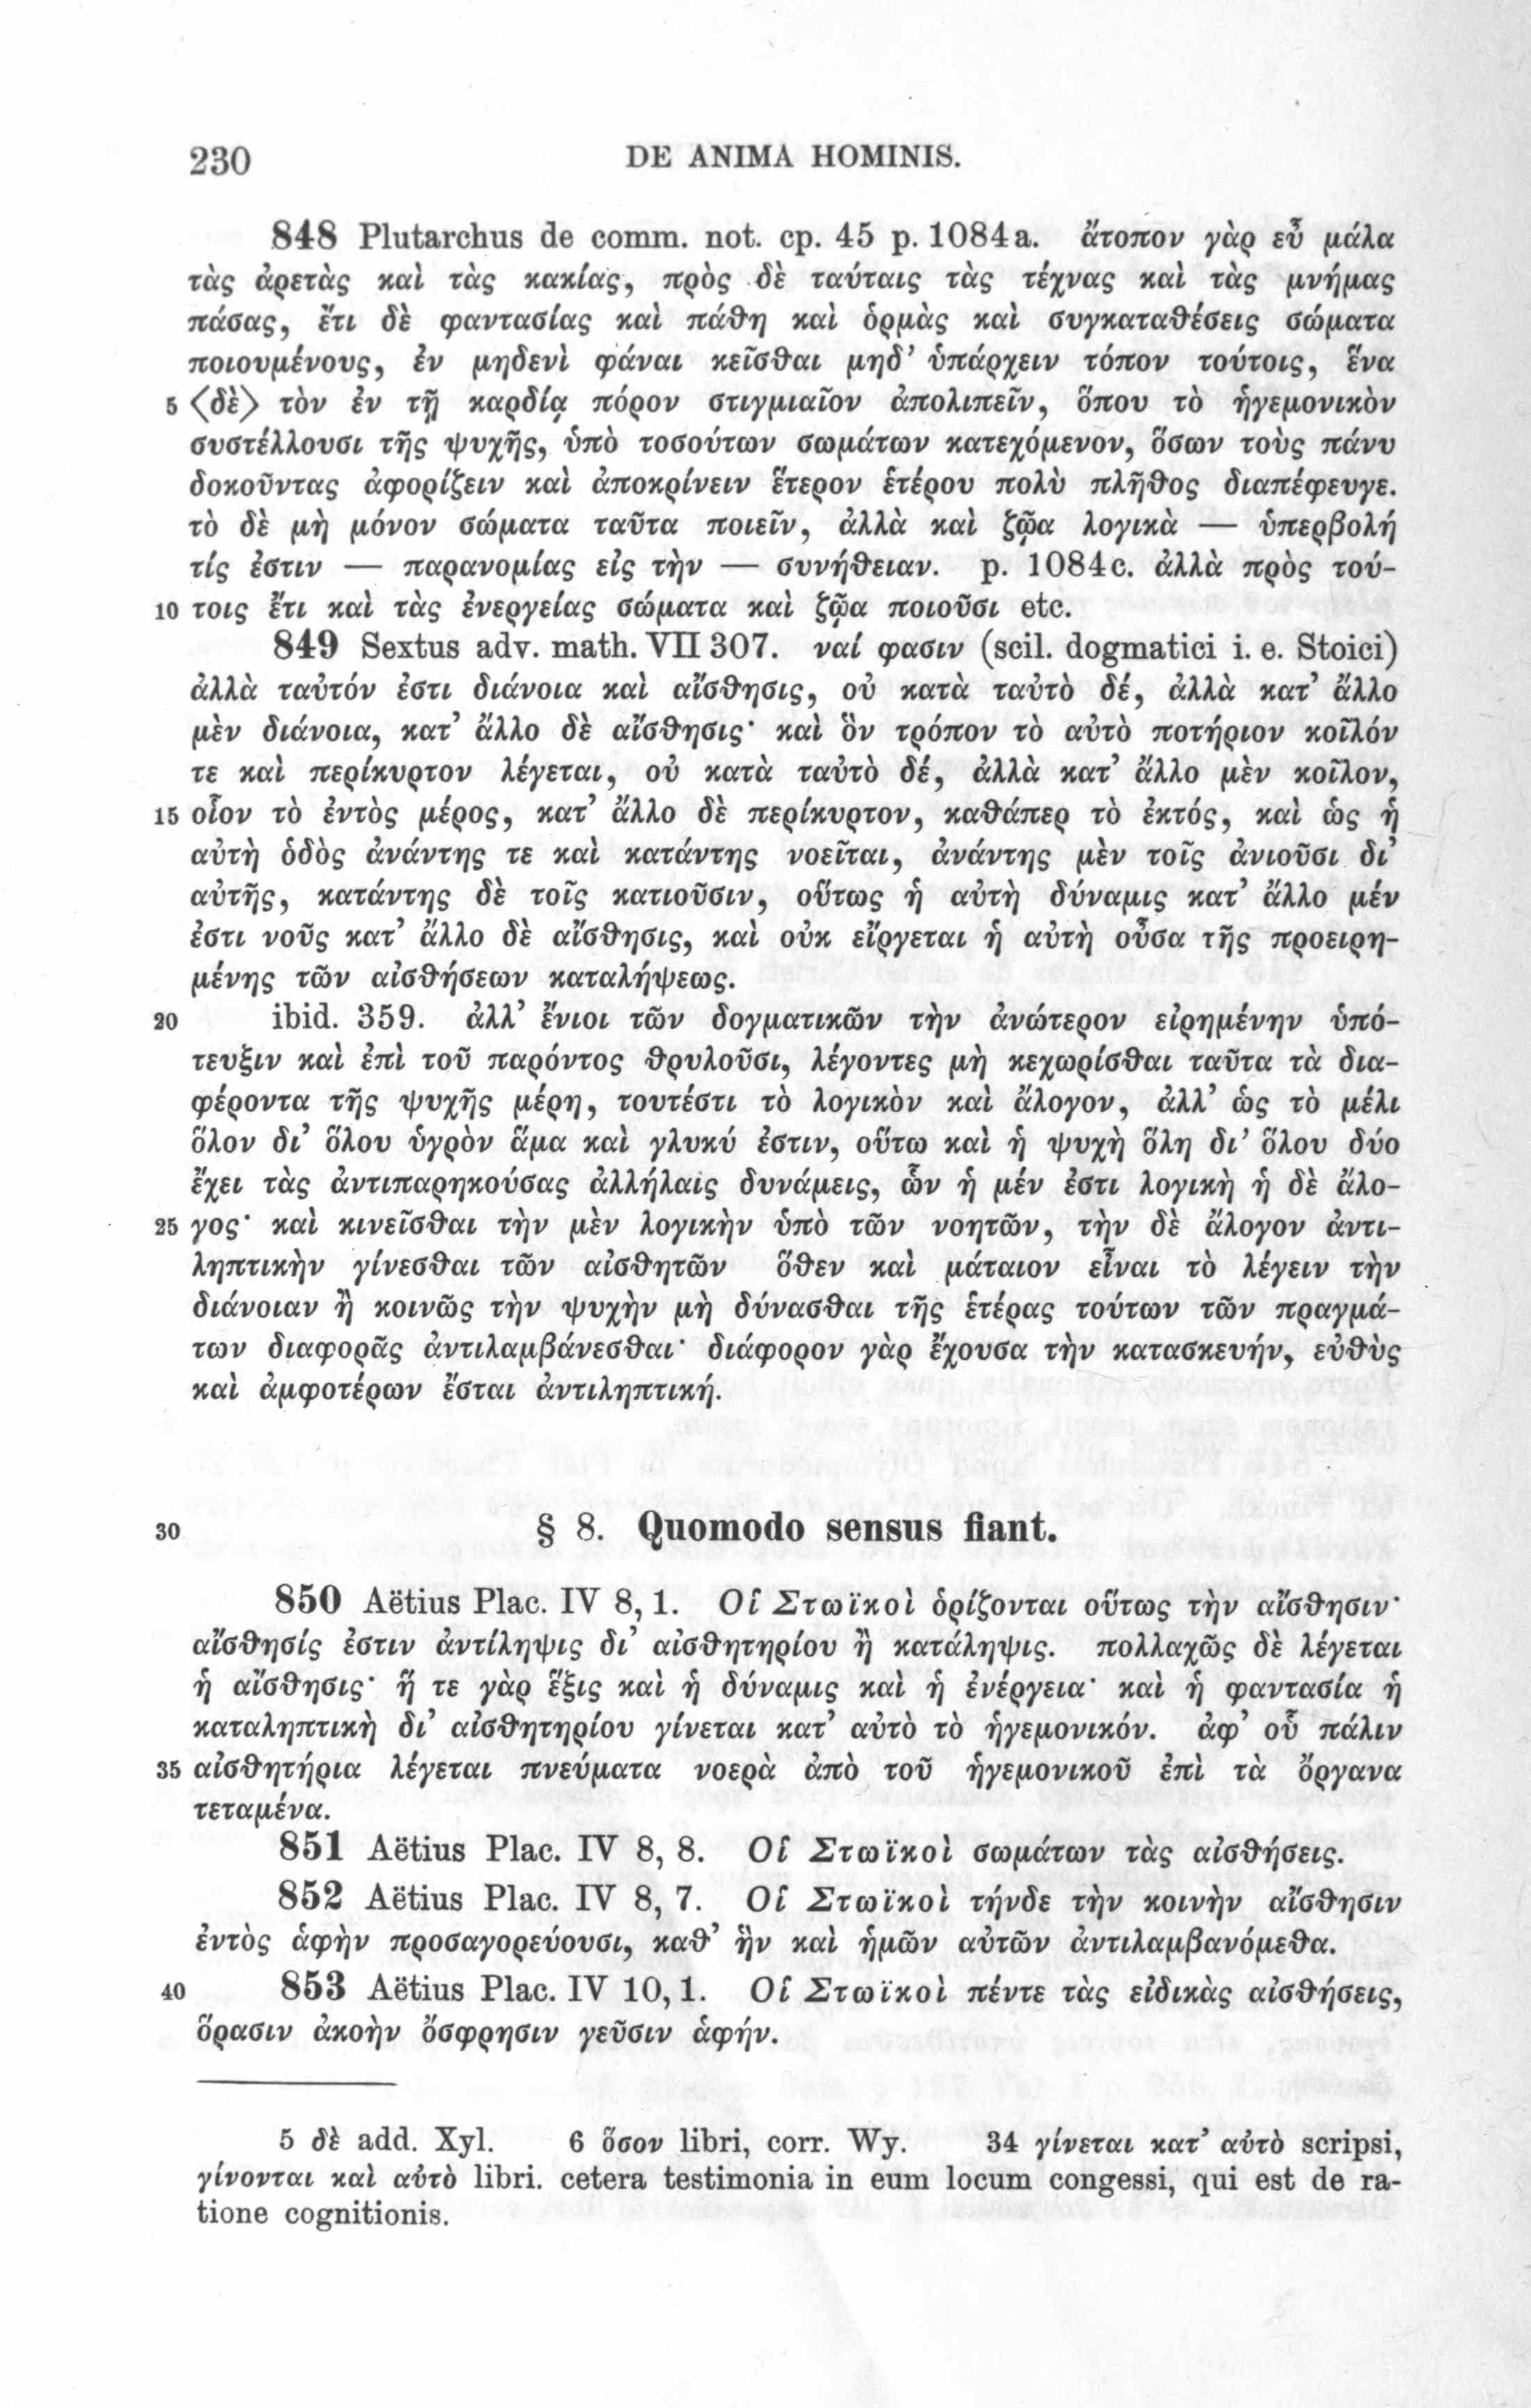 230 DE ANIMA HOMINIS.
848 Plutarchus de comm. not. cp. 45 p. 1084a. ἄτοπον γὰρ εὖ μάλα
τὰς ἀρετὰς καὶ τὰς κακίας, πρὸς δὲ ταύταις τὰς τέχνας καὶ τὰς μνήμας
πάσας, ἔτι δὲ φαντασίας καὶ πάθη καὶ ὁρμὰς καὶ συγκαταθέσεις σώματα
ποιουμένους, ἐν μηδενὶ φάναι κεῖσθαι μηδ’ ὑπάρχειν τόπον τούτοις, ἕνα
5 〈δὲ〉 τὸν ἐν τῇ καρδίᾳ πόρον στιγμιαῖον ἀπολιπεῖν, ὅπου τὸ ἡγεμονικὸν
συστέλλουσι τῆς ψυχῆς, ὑπὸ τοσούτων σωμάτων κατεχόμενον, ὅσων τοὺς πάνυ
δοκοῦντας ἀφορίζειν καὶ ἀποκρίνειν ἕτερον ἑτέρου πολὺ πλῆθος διαπέφευγε.
τὸ δὲ μὴ μόνον σώματα ταῦτα ποιεῖν, ἀλλὰ καὶ ζῷα λογικὰ — ὑπερβολή
τίς ἐστιν — παρανομίας εἰς τὴν — συνήθειαν. p. 1084c. ἀλλὰ πρὸς τού-
10 τοις ἔτι καὶ τὰς ἐνεργείας σώματα καὶ ζῷα ποιοῦσι etc.
849 Sextus adv. math. VII 307. ναί φασιν (scil. dogmatici i. e. Stoici)
ἀλλὰ ταὐτόν ἐστι διάνοια καὶ αἴσθησις, οὐ κατὰ ταὐτὸ δέ, ἀλλὰ κατ’ ἄλλο
μὲν διάνοια, κατ’ ἄλλο δὲ αἴσθησις· καὶ ὃν τρόπον τὸ αὐτὸ ποτήριον κοῖλόν
τε καὶ περίκυρτον λέγεται, οὐ κατὰ ταὐτὸ δέ, ἀλλὰ κατ’ ἄλλο μὲν κοῖλον,
15 οἷον τὸ ἐντὸς μέρος, κατ’ ἄλλο δὲ περίκυρτον, καθάπερ τὸ ἐκτός, καὶ ὡς ἡ
αὐτὴ ὁδὸς ἀνάντης τε καὶ κατάντης νοεῖται, ἀνάντης μὲν τοῖς ἀνιοῦσι δι’
αὐτῆς, κατάντης δὲ τοῖς κατιοῦσιν, οὕτως ἡ αὐτὴ δύναμις κατ’ ἄλλο μέν
ἐστι νοῦς κατ’ ἄλλο δὲ αἴσθησις, καὶ οὐκ εἴργεται ἡ αὐτὴ οὖσα τῆς προειρη-
μένης τῶν αἰσθήσεων καταλήψεως.
20 ibid. 359. ἀλλ’ ἔνιοι τῶν δογματικῶν τὴν ἀνώτερον εἰρημένην ὑπό-
τευξιν καὶ ἐπὶ τοῦ παρόντος θρυλοῦσι, λέγοντες μὴ κεχωρίσθαι ταῦτα τὰ δια-
φέροντα τῆς ψυχῆς μέρη, τουτέστι τὸ λογικὸν καὶ ἄλογον, ἀλλ’ ὡς τὸ μέλι
ὅλον δι’ ὅλου ὑγρὸν ἅμα καὶ γλυκύ ἐστιν, οὕτω καὶ ἡ ψυχὴ ὅλη δι’ ὅλου δύο
ἔχει τὰς ἀντιπαρηκούσας ἀλλήλαις δυνάμεις, ὧν ἡ μέν ἐστι λογικὴ ἡ δὲ ἄλο-
25 γος· καὶ κινεῖσθαι τὴν μὲν λογικὴν ὑπὸ τῶν νοητῶν, τὴν δὲ ἄλογον ἀντι-
ληπτικὴν γίνεσθαι τῶν αἰσθητῶν ὅθεν καὶ μάταιον εἶναι τὸ λέγειν τὴν
διάνοιαν ἢ κοινῶς τὴν ψυχὴν μὴ δύνασθαι τῆς ἑτέρας τούτων τῶν πραγμά-
των διαφορᾶς ἀντιλαμβάνεσθαι· διάφορον γὰρ ἔχουσα τὴν κατασκευήν, εὐθὺς
καὶ ἀμφοτέρων ἔσται ἀντιληπτική.
30 § 8. Quomodo sensus fiant.
850 Aëtius Plac. IV 8, 1. Οἱ Στωϊκοὶ ὁρίζονται οὕτως τὴν αἴσθησιν·
αἴσθησίς ἐστιν ἀντίληψις δι’ αἰσθητηρίου ἢ κατάληψις. πολλαχῶς δὲ λέγεται
ἡ αἴσθησις· ἥ τε γὰρ ἕξις καὶ ἡ δύναμις καὶ ἡ ἐνέργεια· καὶ ἡ φαντασία ἡ
καταληπτικὴ δι’ αἰσθητηρίου γίνεται κατ’ αὐτὸ τὸ ἡγεμονικόν. ἀφ’ οὗ πάλιν
35 αἰσθητήρια λέγεται πνεύματα νοερὰ ἀπὸ τοῦ ἡγεμονικοῦ ἐπὶ τὰ ὄργανα
τεταμένα.
851 Aëtius Plac. IV 8, 8. Οἱ Στωϊκοὶ σωμάτων τὰς αἰσθήσεις.
852 Aëtius Plac. IV 8, 7. Οἱ Στωϊκοὶ τήνδε τὴν κοινὴν αἴσθησιν
ἐντὸς ἁφὴν προσαγορεύουσι, καθ’ ἣν καὶ ἡμῶν αὐτῶν ἀντιλαμβανόμεθα.
40 853 Aëtius Plac. IV 10, 1. Οἱ Στωϊκοὶ πέντε τὰς εἰδικὰς αἰσθήσεις,
ὅρασιν ἀκοὴν ὄσφρησιν γεῦσιν ἁφήν.
5 δὲ add. Xyl. 6 ὅσον libri, corr. Wy. 34 γίνεται κατ’ αὐτὸ scripsi,
γίνονται καὶ αὐτὸ libri. cetera testimonia in eum locum congessi, qui est de ra-
tione cognitionis.